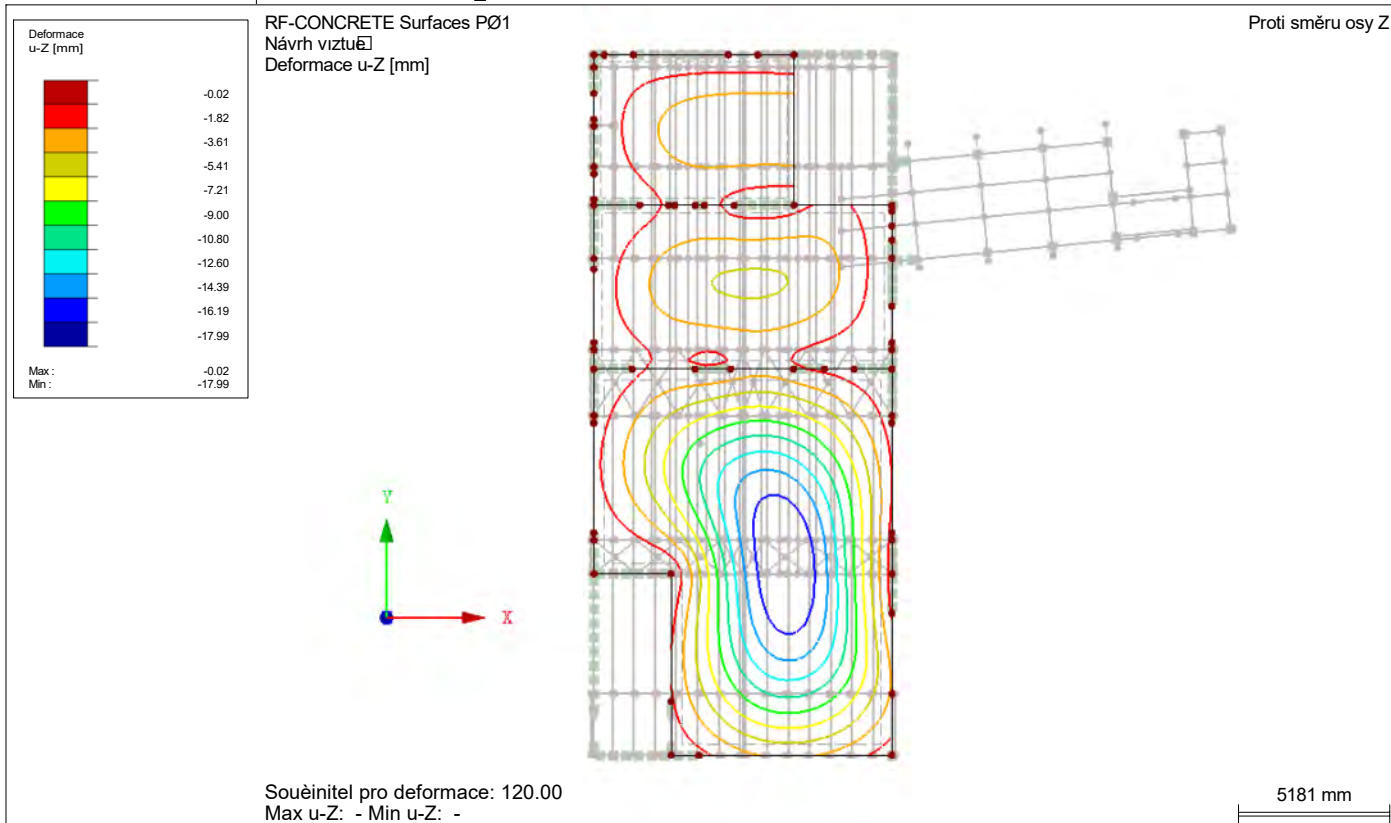 RF-CONCRETE Surfaces PØ1
Návrh viztuè
Deformace u-Z [mm]
Proti směru osy Z
Deformace
u-Z [mm]
-0.02
-1.82
-3.61
-5.41
-7.21
-9.00
-10.80
-12.60
-14.39
-16.19
-17.99
Max : -0.02
Min : -17.99
Y
X
Souèinitel pro deformace: 120.00
Max u-Z: - Min u-Z: -
5181 mm